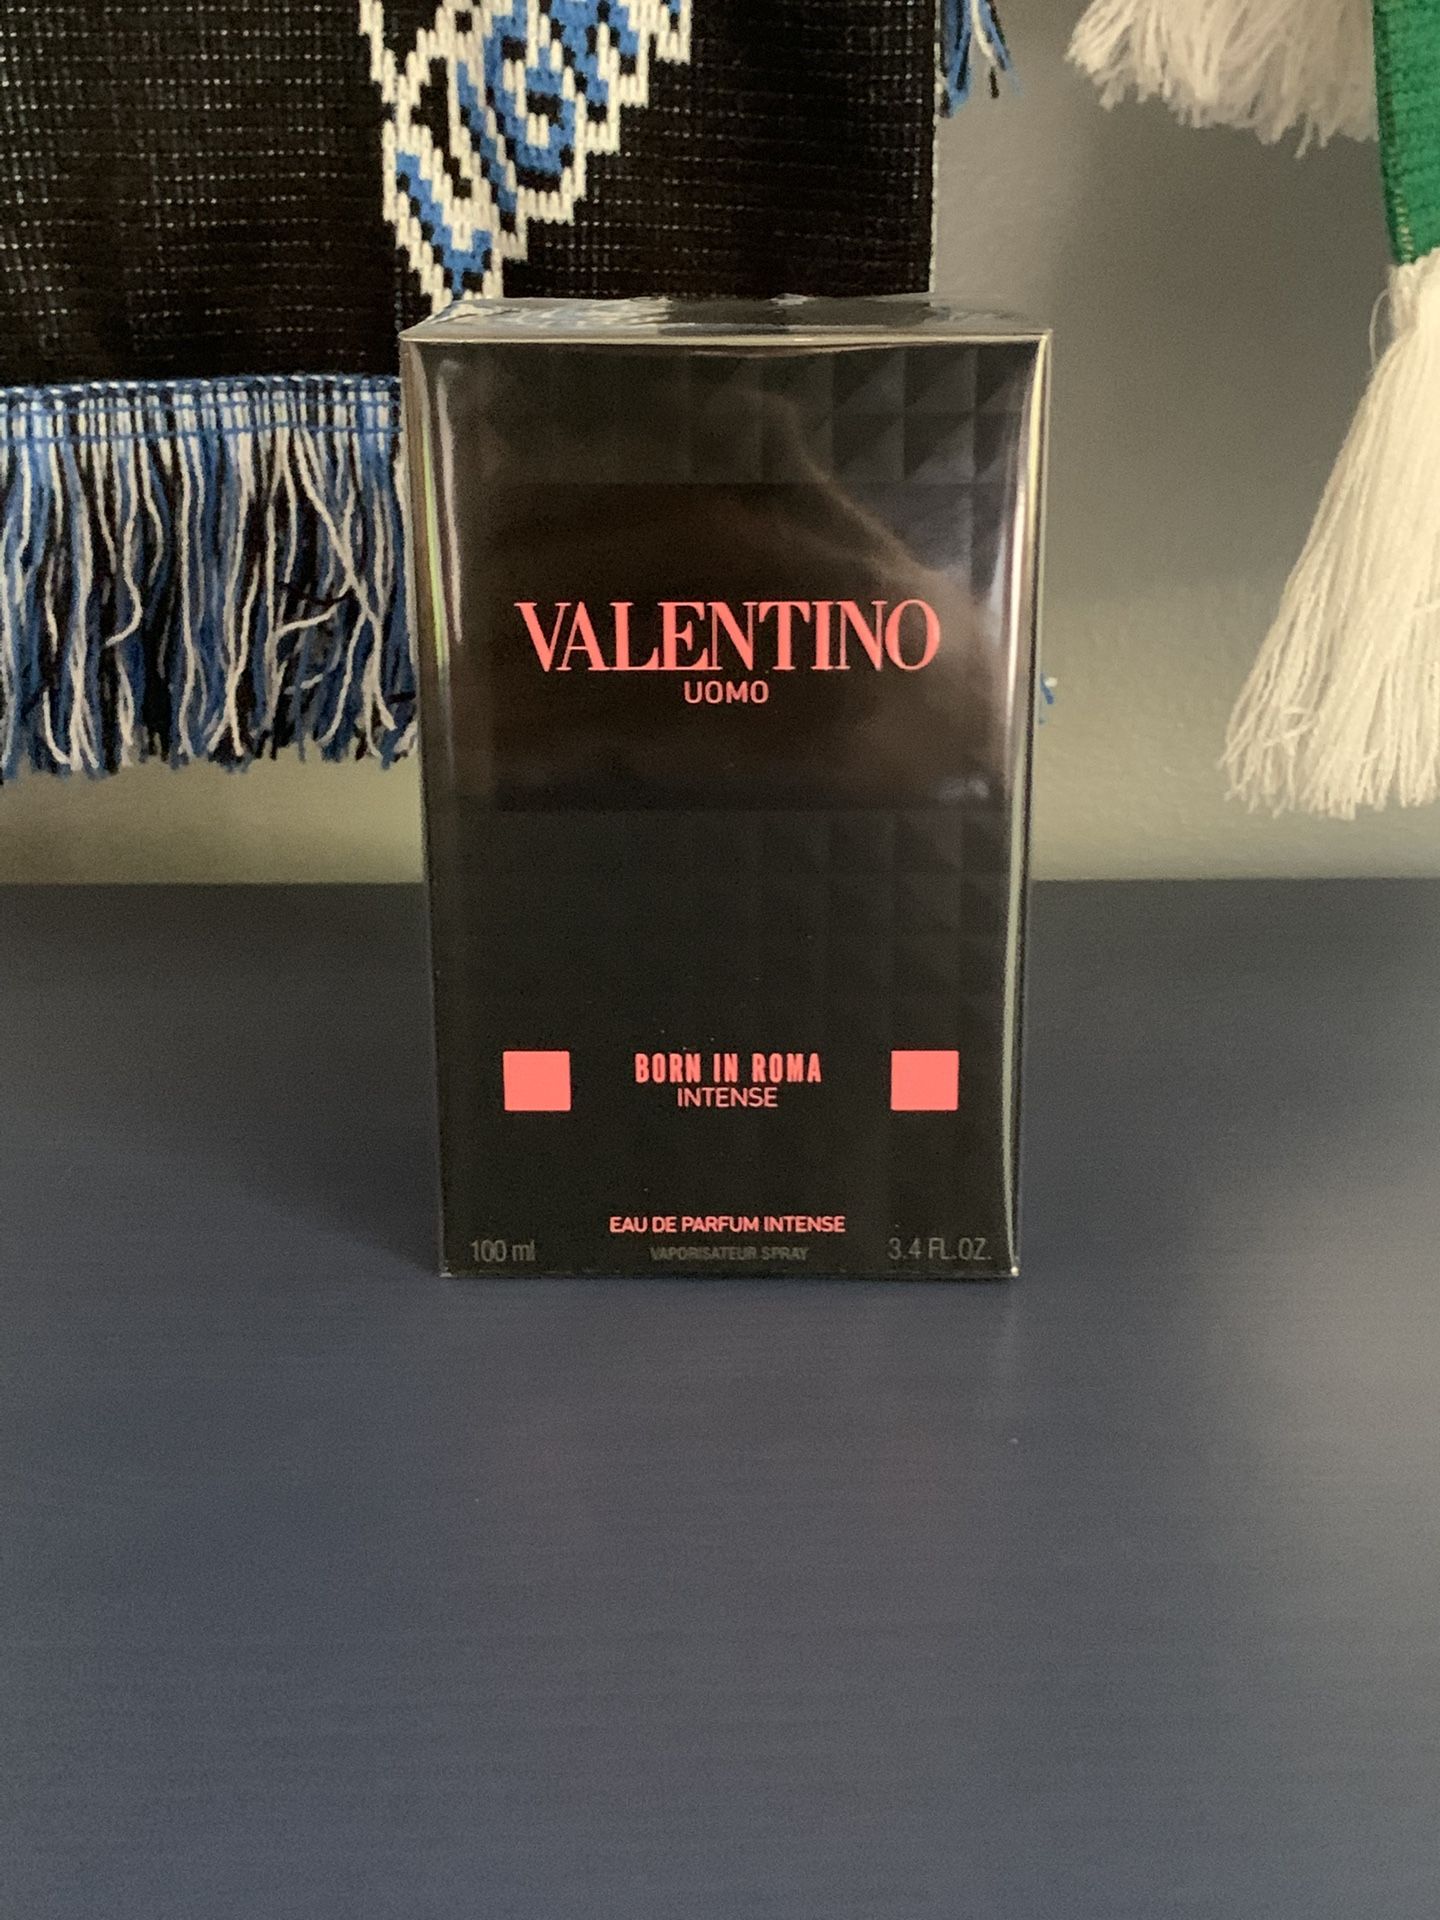 VALENTINO
UOMO
BORN IN ROMA
INTENSE
EAU DE PARFUM INTENSE
100 ml VAPORISATEUR SPRAY 3.4 FL.OZ.